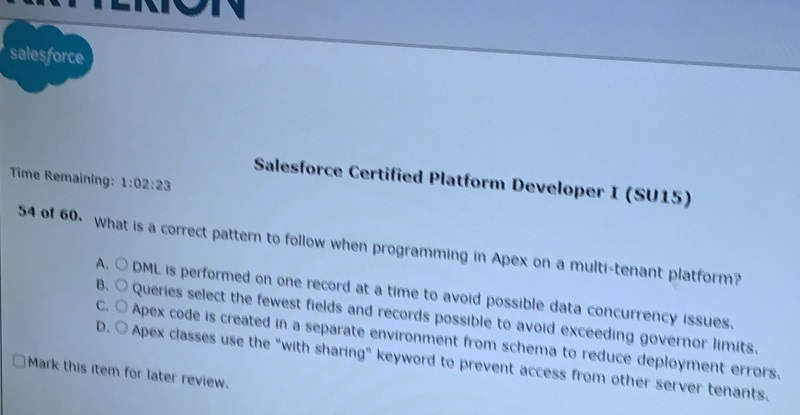 salesforce
Salesforce Certified Platform Developer I (SU15)
Time Remaining: 1:02:23
54 of 60. What is a correct pattern to follow when programming in Apex on a multi-tenant platform?
A. DML is performed on one record at a time to avoid possible data concurrency issues.
B. Queries select the fewest fields and records possible to avoid exceeding governor limits.
C. Apex code is created in a separate environment from schema to reduce deployment errors.
D. Apex classes use the "with sharing" keyword to prevent access from other server tenants.
Mark this item for later review.